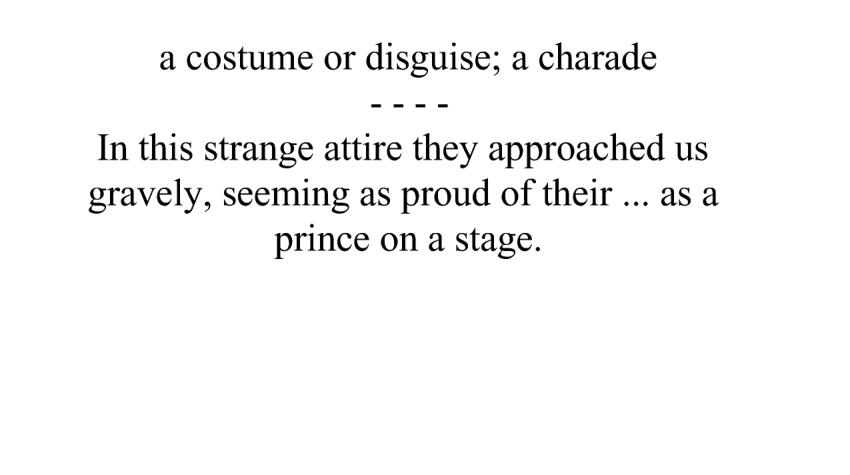 a costume or disguise; a charade
- - - -
In this strange attire they approached us
gravely, seeming as proud of their ... as a
prince on a stage.